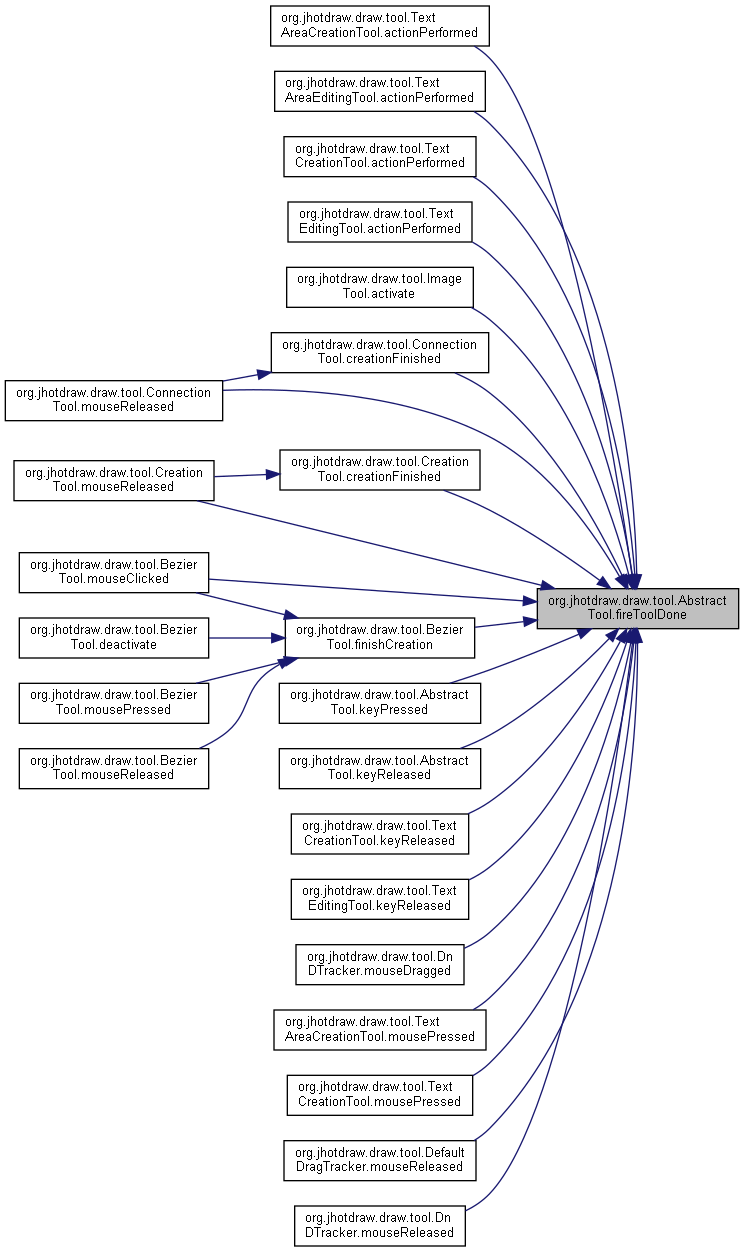 org.jhotdraw.draw.tool.Text
AreaCreationTool.actionPerformed
org.jhotdraw.draw.tool.Text
AreaEditingTool.actionPerformed
org.jhotdraw.draw.tool.Text
CreationTool.actionPerformed
org.jhotdraw.draw.tool.Text
EditingTool.actionPerformed
org.jhotdraw.draw.tool.Image
Tool.activate
org.jhotdraw.draw.tool.Connection
Tool.creationFinished
org.jhotdraw.draw.tool.Connection
Tool.mouseReleased
org.jhotdraw.draw.tool.Creation
Tool.creationFinished
org.jhotdraw.draw.tool.Creation
Tool.mouseReleased
org.jhotdraw.draw.tool.Bezier
Tool.mouseClicked
org.jhotdraw.draw.tool.Abstract
Tool.fireToolDone
org.jhotdraw.draw.tool.Bezier
Tool.deactivate
org.jhotdraw.draw.tool.Bezier
Tool.finishCreation
org.jhotdraw.draw.tool.Bezier
Tool.mousePressed
org.jhotdraw.draw.tool.Abstract
Tool.keyPressed
org.jhotdraw.draw.tool.Bezier
Tool.mouseReleased
org.jhotdraw.draw.tool.Abstract
Tool.keyReleased
org.jhotdraw.draw.tool.Text
CreationTool.keyReleased
org.jhotdraw.draw.tool.Text
EditingTool.keyReleased
org.jhotdraw.draw.tool.Dn
DTracker.mouseDragged
org.jhotdraw.draw.tool.Text
AreaCreationTool.mousePressed
org.jhotdraw.draw.tool.Text
CreationTool.mousePressed
org.jhotdraw.draw.tool.Default
DragTracker.mouseReleased
org.jhotdraw.draw.tool.Dn
DTracker.mouseReleased